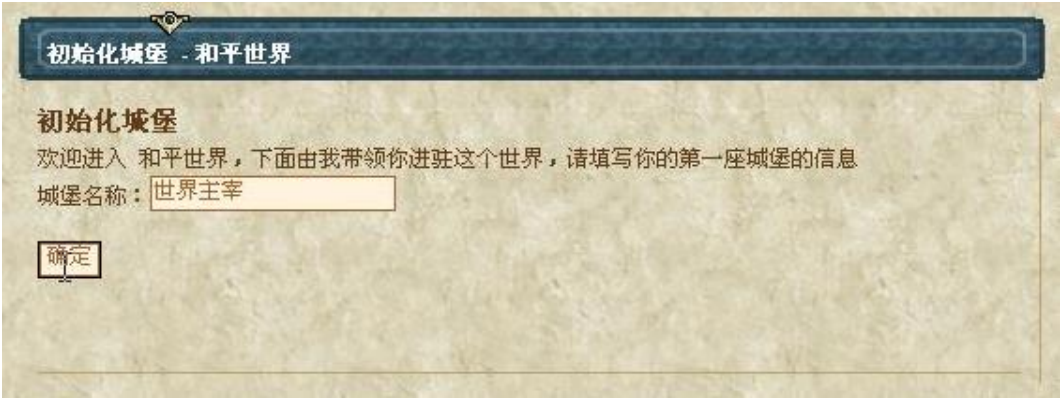 初始化城堡 - 和平世界
初始化城堡
欢迎进入 和平世界，下面由我带领你进驻这个世界，请填写你的第一座城堡的信息
城堡名称：世界主宰
确定